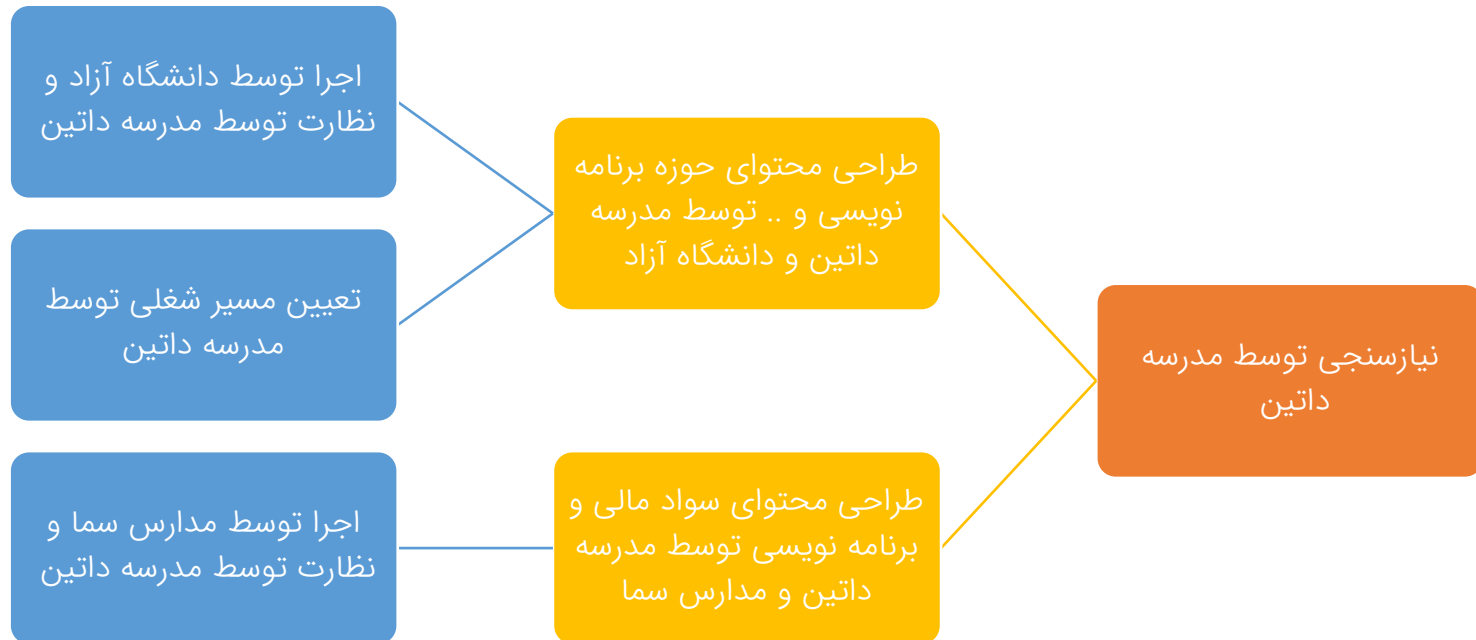 نیازسنجی توسط مدرسه
داتین
طراحی محتوای حوزه برنامه
نویسی و .. توسط مدرسه
داتین و دانشگاه آزاد
اجرا توسط دانشگاه آزاد و
نظارت توسط مدرسه داتین
تعیین مسیر شغلی توسط
مدرسه داتین
طراحی محتوای سواد مالی و
برنامه نویسی توسط مدرسه
داتین و مدارس سما
اجرا توسط مدارس سما و
نظارت توسط مدرسه داتین